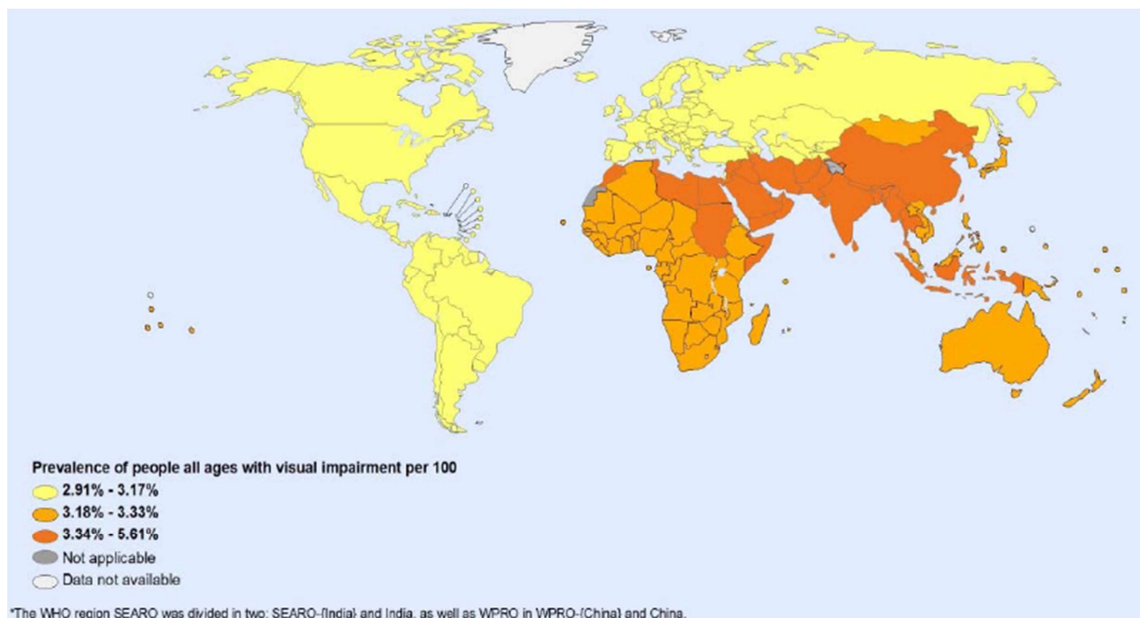 Prevalence of people all ages with visual impairment per 100
2.91% - 3.17%
3.18% - 3.33%
3.34% - 5.61%
Not applicable
Data not available
*The WHO region SEARO was divided in two: SEARO-{India} and India, as well as WPRO in WPRO-{China} and China.